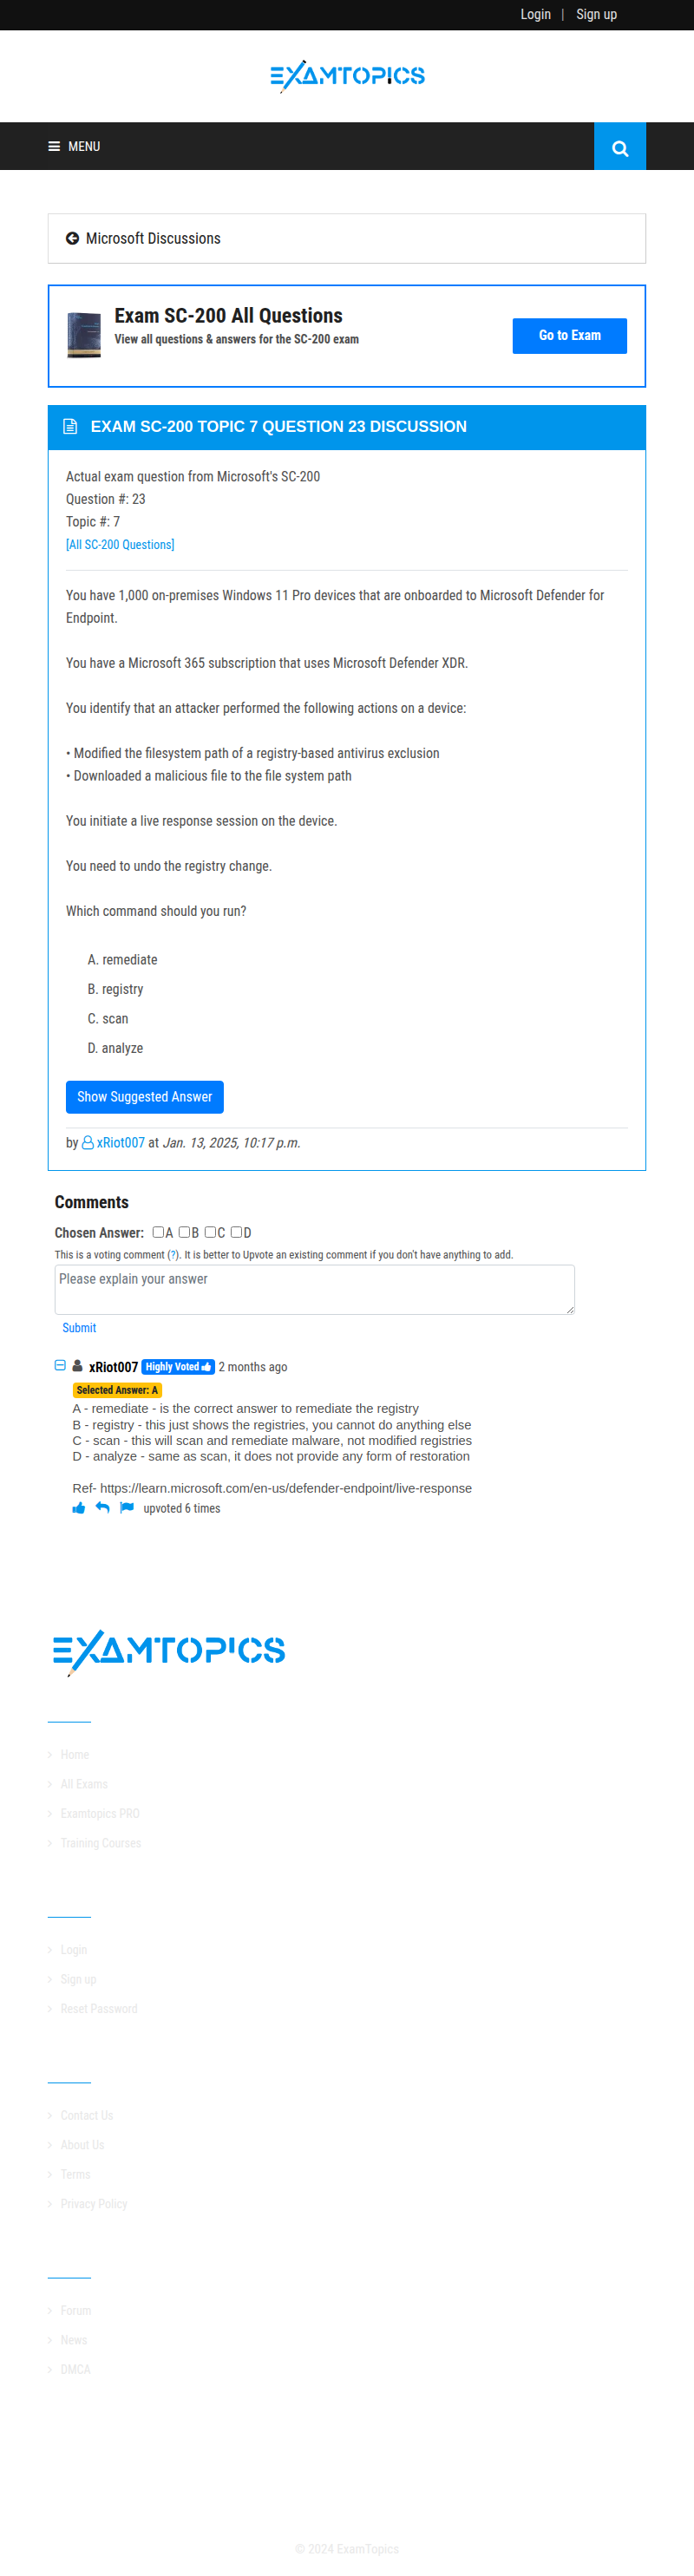 Login | Sign up
EXAMTOPICS
MENU
Microsoft Discussions
Exam SC-200 All Questions
View all questions & answers for the SC-200 exam
Go to Exam
EXAM SC-200 TOPIC 7 QUESTION 23 DISCUSSION
Actual exam question from Microsoft's SC-200
Question #: 23
Topic #: 7
[All SC-200 Questions]
You have 1,000 on-premises Windows 11 Pro devices that are onboarded to Microsoft Defender for
Endpoint.
You have a Microsoft 365 subscription that uses Microsoft Defender XDR.
You identify that an attacker performed the following actions on a device:
• Modified the filesystem path of a registry-based antivirus exclusion
• Downloaded a malicious file to the file system path
You initiate a live response session on the device.
You need to undo the registry change.
Which command should you run?
A. remediate
B. registry
C. scan
D. analyze
Show Suggested Answer
by xRiot007 at Jan. 13, 2025, 10:17 p.m.
Comments
Chosen Answer: A B C D
This is a voting comment (?). It is better to Upvote an existing comment if you don't have anything to add.
Please explain your answer
Submit
xRiot007 Highly Voted 2 months ago
Selected Answer: A
A - remediate - is the correct answer to remediate the registry
B - registry - this just shows the registries, you cannot do anything else
C - scan - this will scan and remediate malware, not modified registries
D - analyze - same as scan, it does not provide any form of restoration
Ref- https://learn.microsoft.com/en-us/defender-endpoint/live-response
upvoted 6 times
EXAMTOPICS
Home
All Exams
Examtopics PRO
Training Courses
Login
Sign up
Reset Password
Contact Us
About Us
Terms
Privacy Policy
Forum
News
DMCA
© 2024 ExamTopics